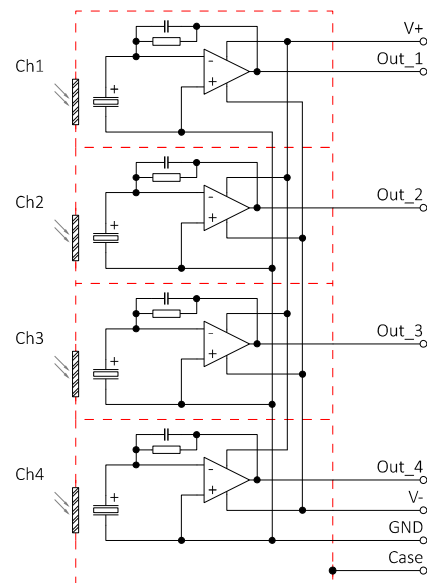 V+
Out_1
Ch1
+
-
+
Out_2
Ch2
+
-
+
Out_3
Ch3
+
-
+
Out_4
Ch4
+
-
+
V-
GND
Case